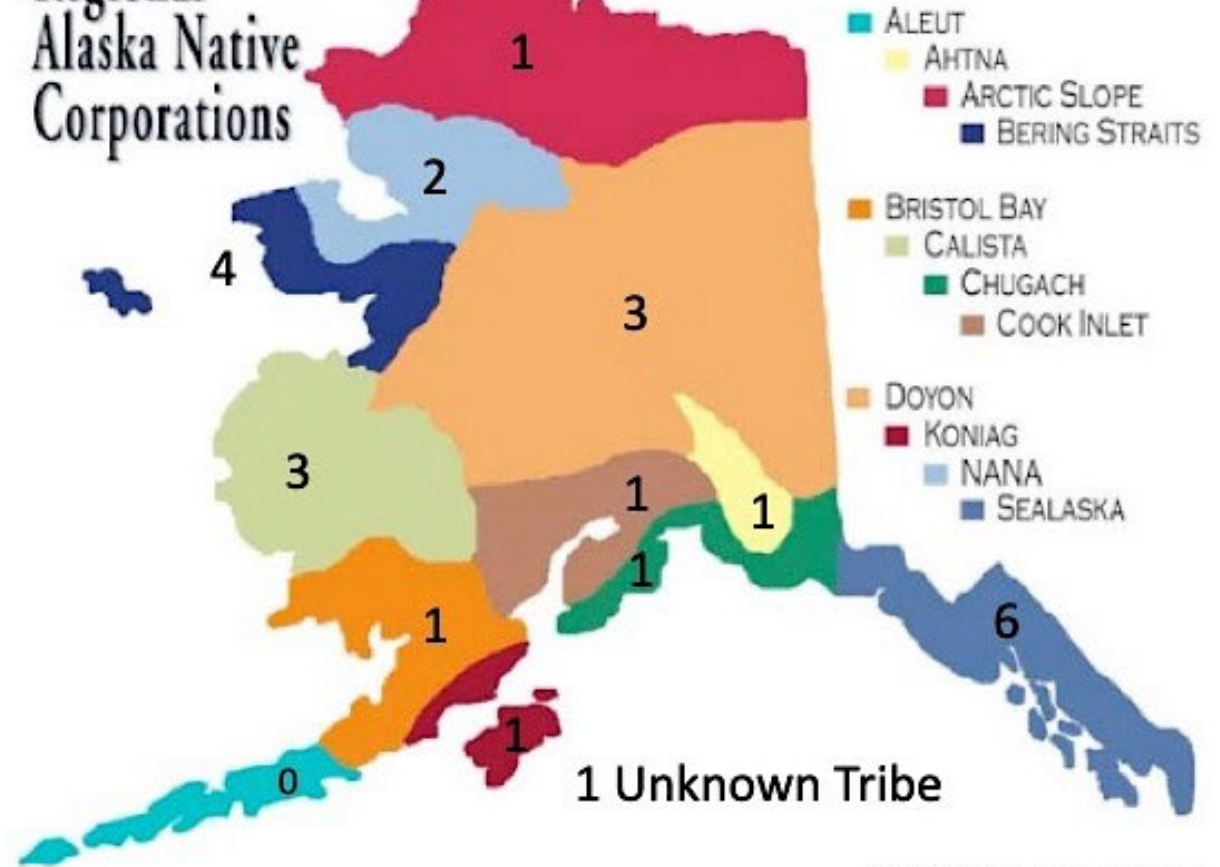 Regional
Alaska Native
Corporations
1
2
4
3
3
1
1
1
1
1
0
6
1 Unknown Tribe
ALEUT
AHTNA
ARCTIC SLOPE
BERING STRAITS
BRISTOL BAY
CALISTA
CHUGACH
COOK INLET
DOYON
KONIAG
NANA
SEALASKA